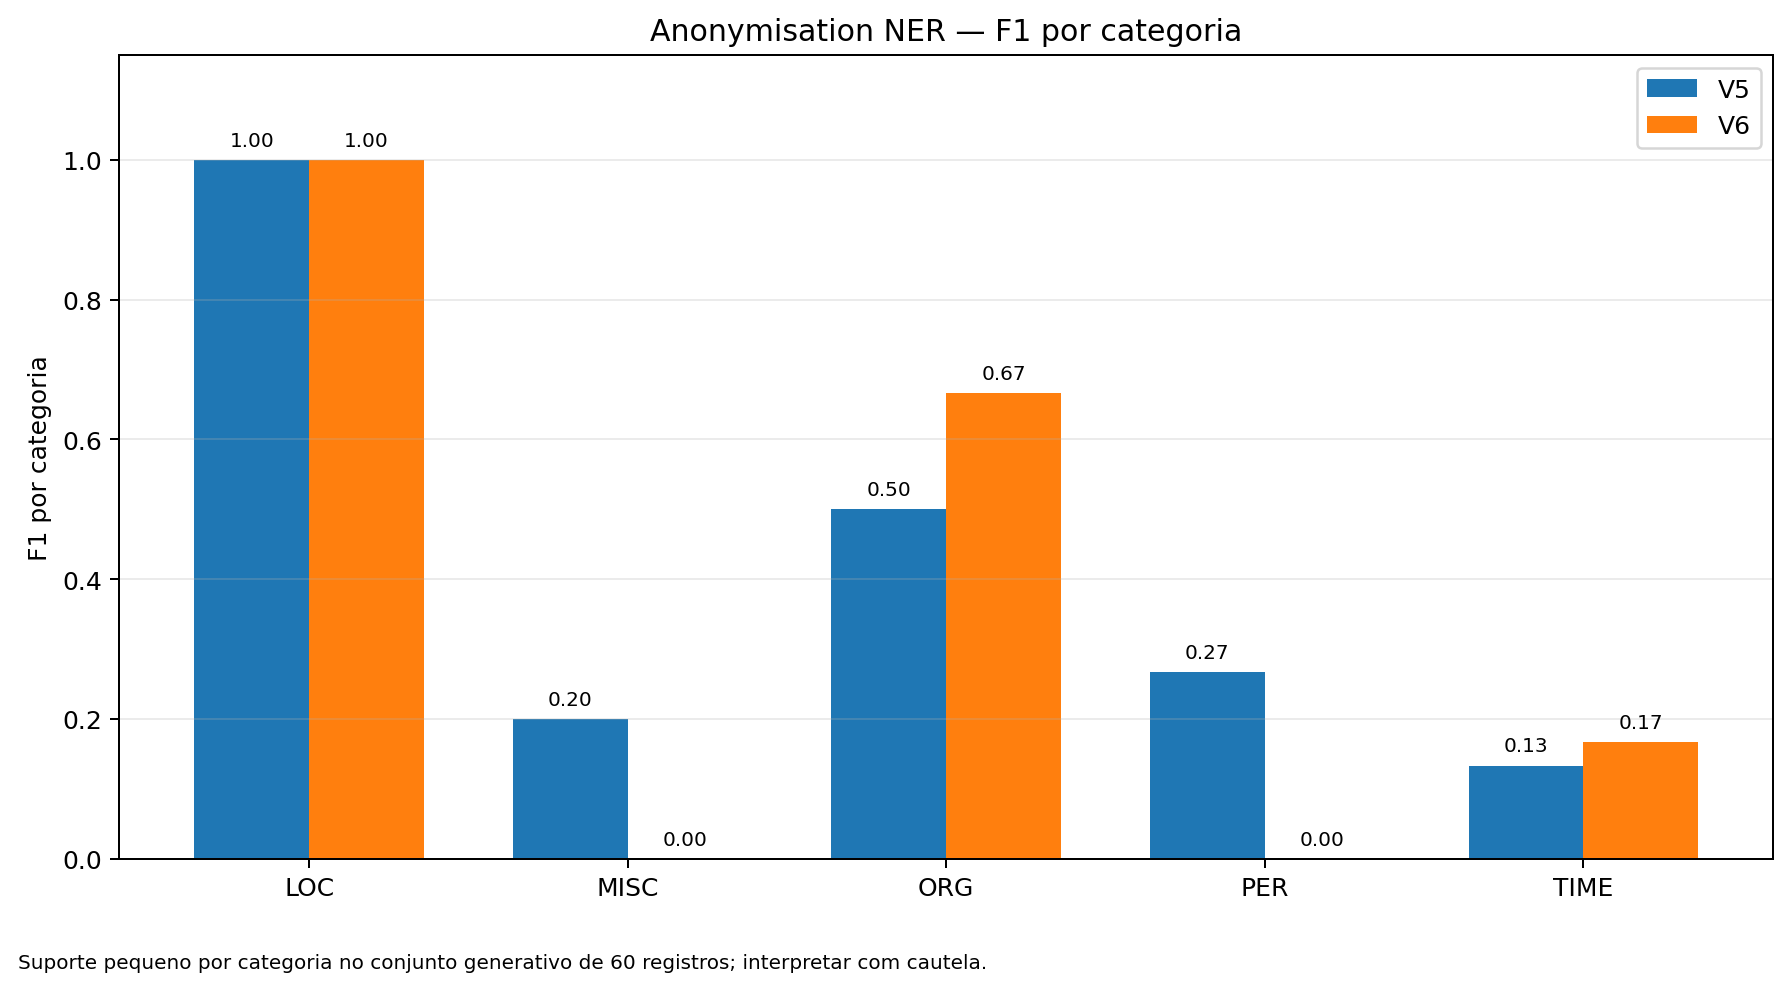 Anonymisation NER — F1 por categoria
V5
V6
F1 por categoria
1.0
0.8
0.6
0.4
0.2
0.0
1.00
1.00
0.20
0.00
0.50
0.67
0.27
0.00
0.13
0.17
LOC
MISC
ORG
PER
TIME
Suporte pequeno por categoria no conjunto generativo de 60 registros; interpretar com cautela.